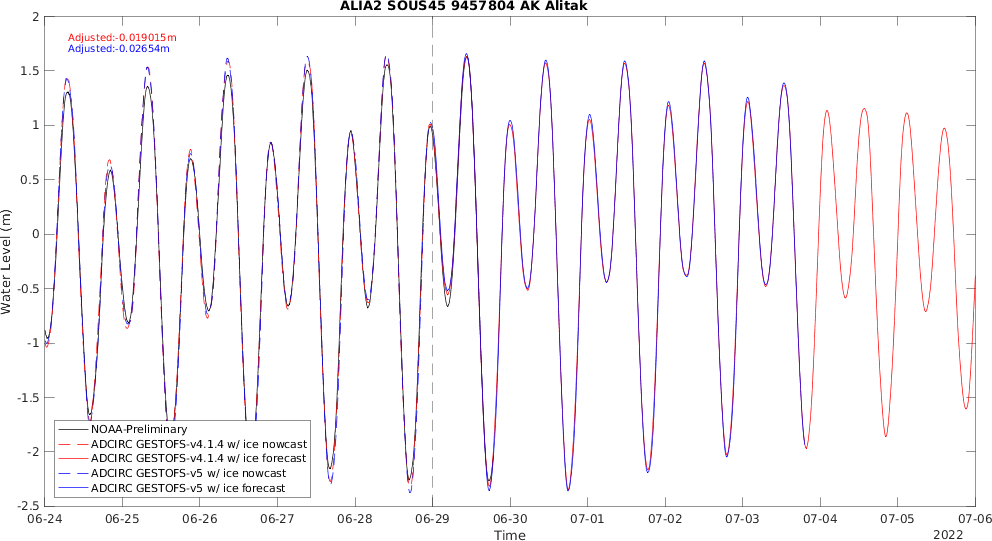 ALIA2 SOUS45 9457804 AK Alitak
Adjusted:-0.019015m
Adjusted:-0.02654m
2
1.5
1
0.5
0
-0.5
-1
-1.5
-2
-2.5
Water Level (m)
NOAA-Preliminary
ADCIRC GESTOFS-v4.1.4 w/ ice nowcast
ADCIRC GESTOFS-v4.1.4 w/ ice forecast
ADCIRC GESTOFS-v5 w/ ice nowcast
ADCIRC GESTOFS-v5 w/ ice forecast
06-24 06-25 06-26 06-27 06-28 06-29 06-30 07-01 07-02 07-03 07-04 07-05 07-06
Time
2022